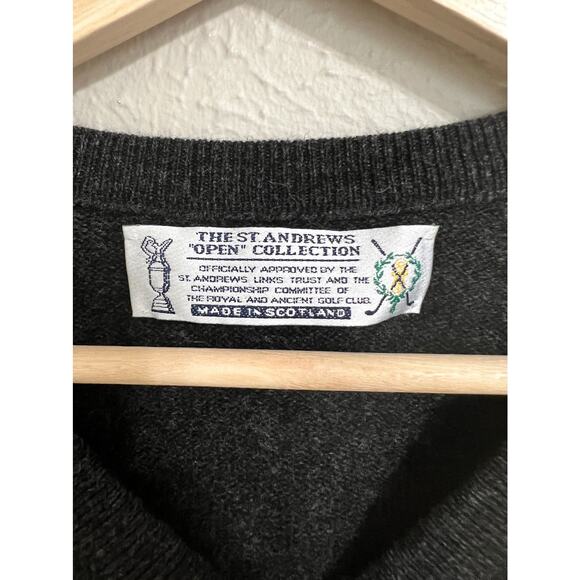 THE ST. ANDREWS
"OPEN" COLLECTION
OFFICIALLY APPROVED BY THE
ST. ANDREWS LINKS TRUST AND THE
CHAMPIONSHIP COMMITTEE OF
THE ROYAL AND ANCIENT GOLF CLUB.
MADE IN SCOTLAND